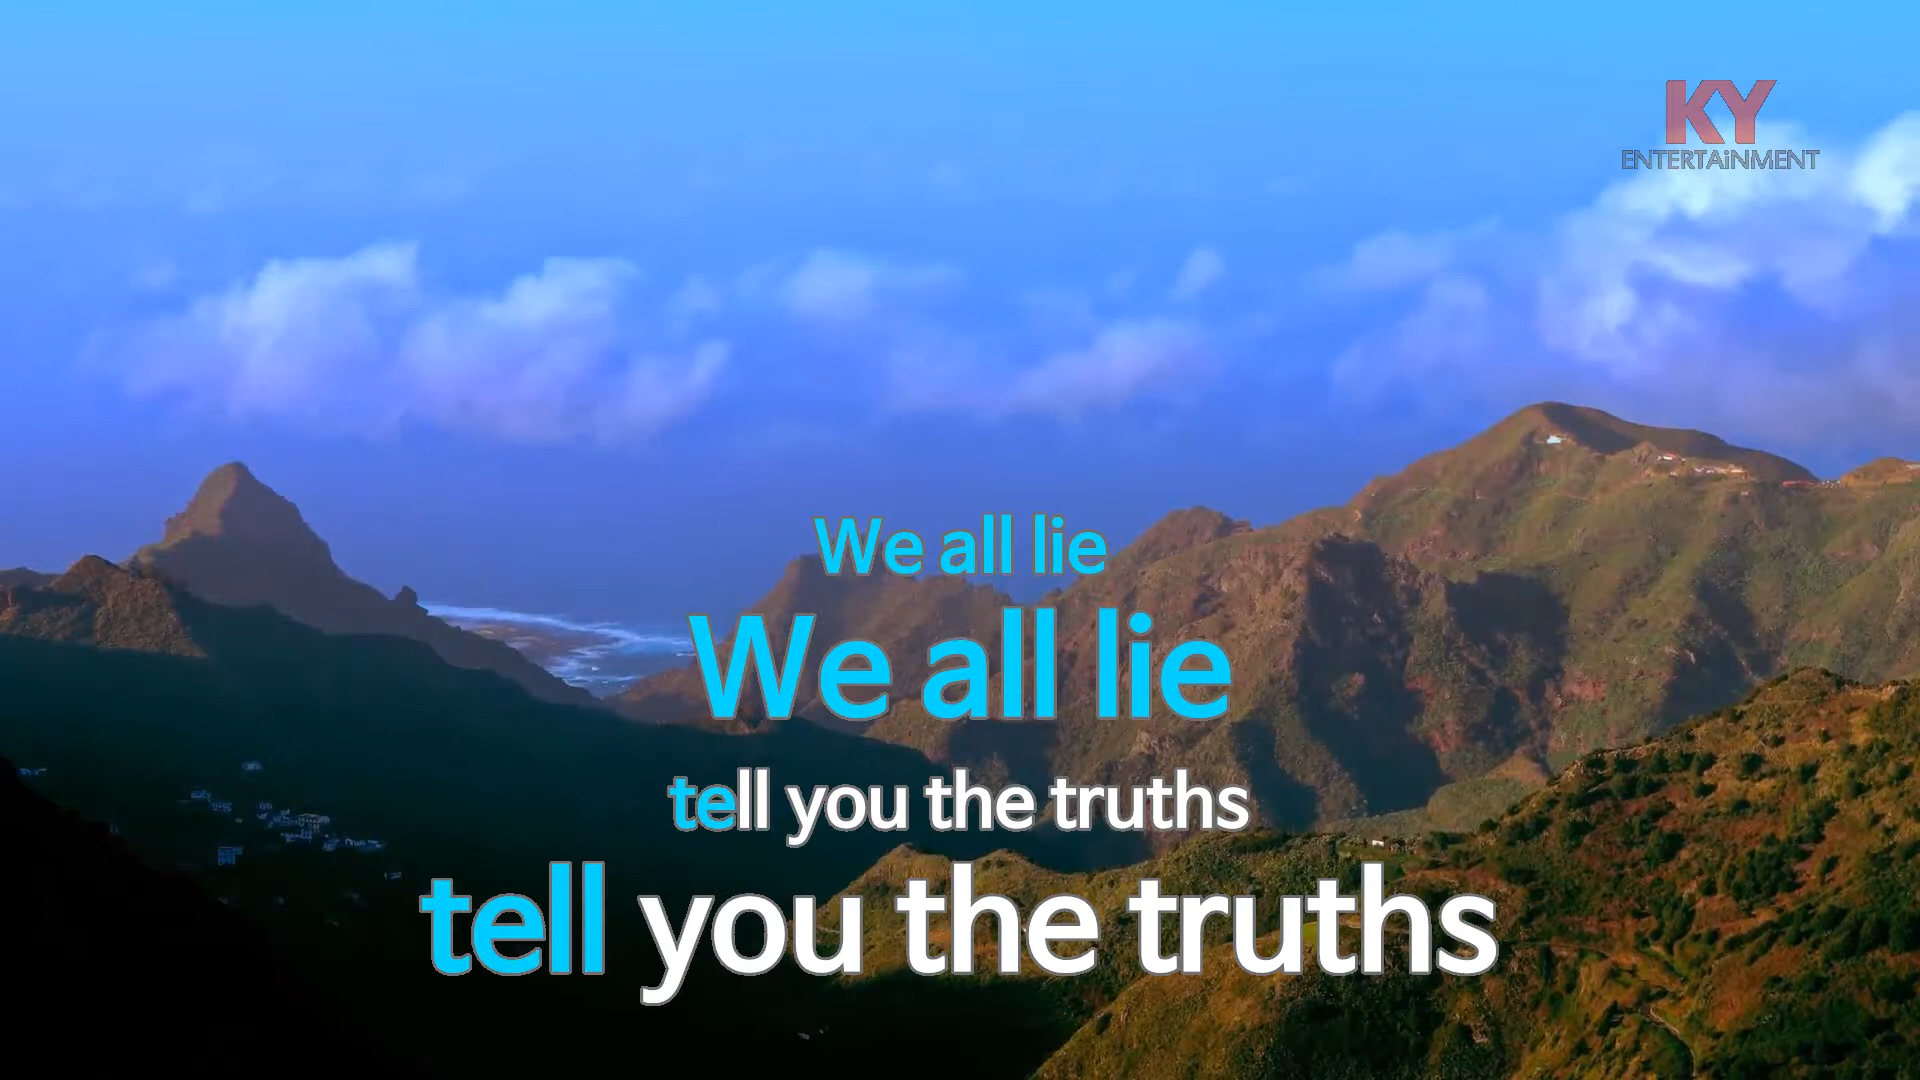 KY
ENTERTAiNMENT
We all lie
We all lie
tell you the truths
tell you the truths